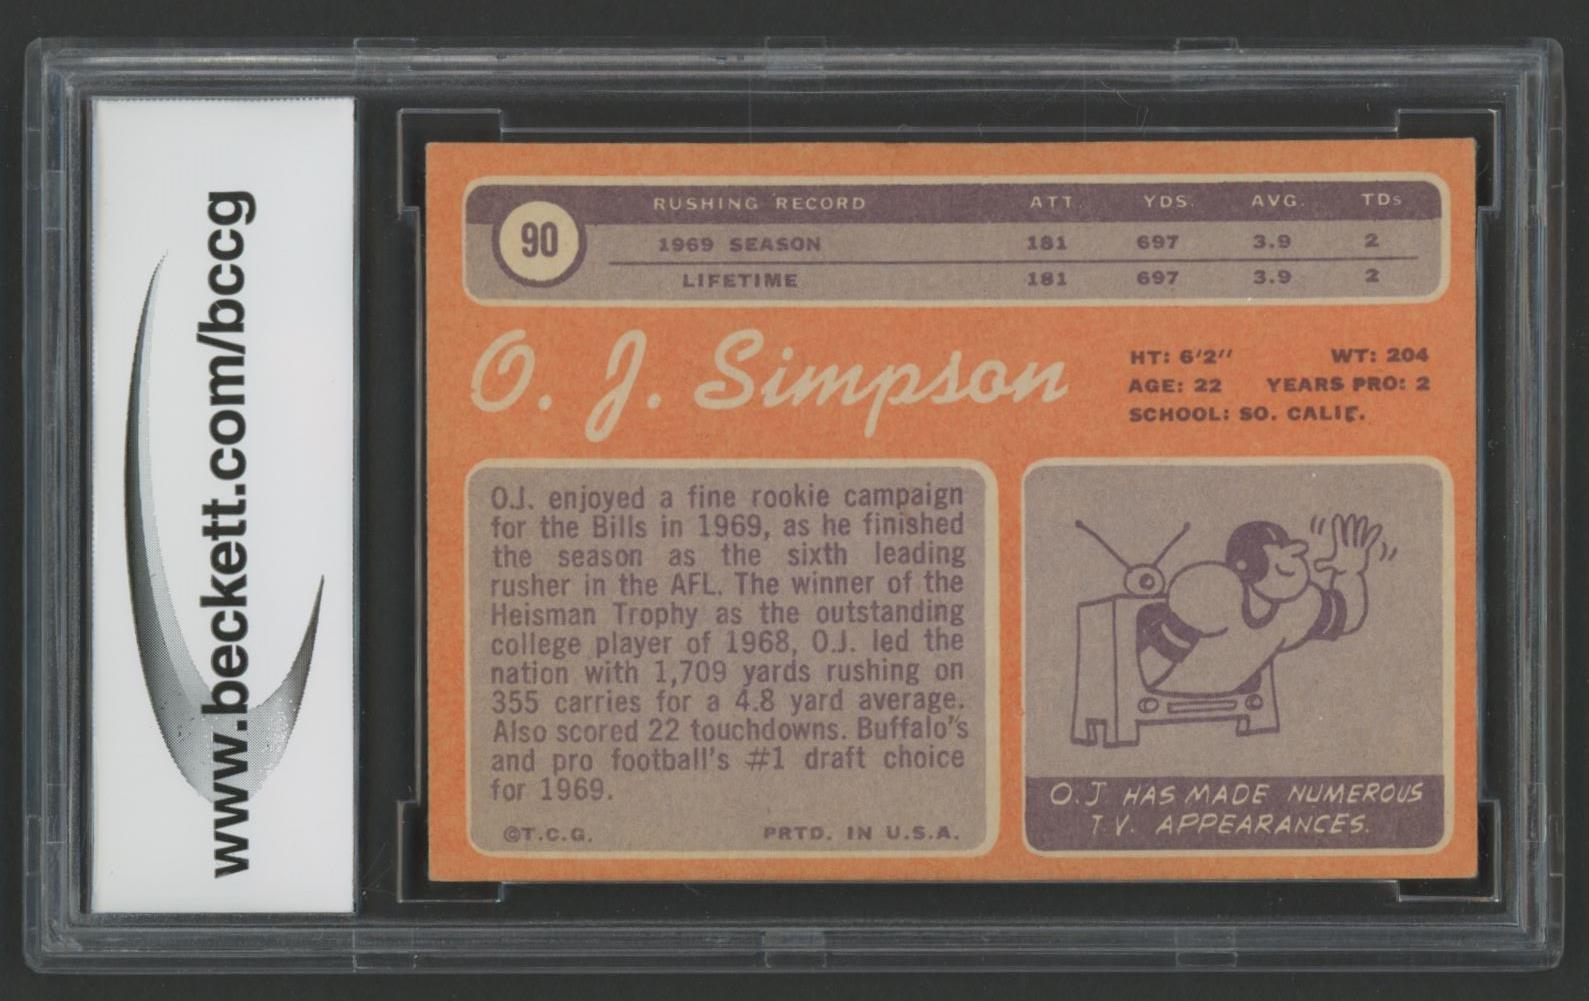 www.beckett.com/bccg
90
RUSHING RECORD ATT. YDS. AVG. TDs
1969 SEASON 181 697 3.9 2
LIFETIME 181 697 3.9 2
O. J. Simpson
HT: 6'2" WT: 204
AGE: 22 YEARS PRO: 2
SCHOOL: SO. CALIF.
O.J. enjoyed a fine rookie campaign
for the Bills in 1969, as he finished
the season as the sixth leading
rusher in the AFL. The winner of the
Heisman Trophy as the outstanding
college player of 1968, O.J. led the
nation with 1,709 yards rushing on
355 carries for a 4.8 yard average.
Also scored 22 touchdowns. Buffalo's
and pro football's #1 draft choice
for 1969.
©T.C.G. PRTD. IN U.S.A.
O.J HAS MADE NUMEROUS
T.V. APPEARANCES.